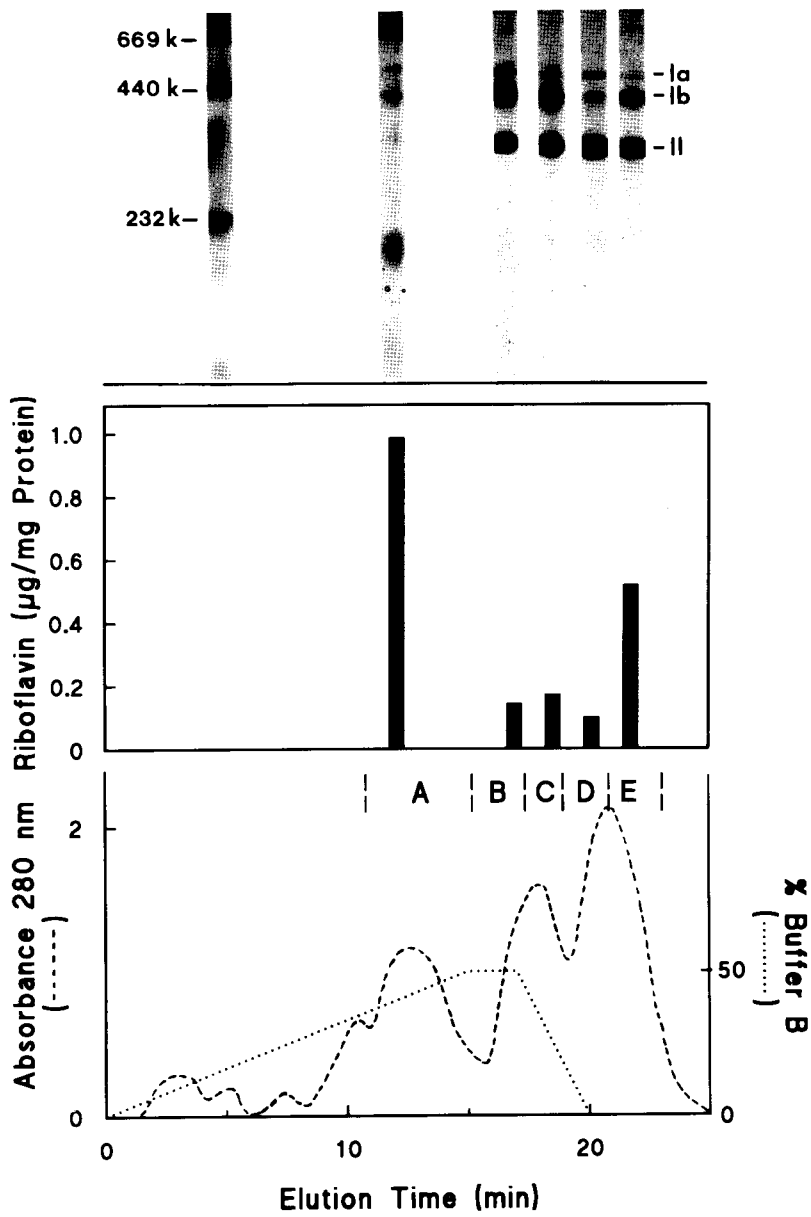 669 k–
440 k–
232 k–
–Ia
–Ib
–II
Riboflavin (μg/mg Protein)
1.0
0.8
0.6
0.4
0.2
0
A B C D E
Absorbance 280 nm
(----)
2
0
% Buffer B
(........)
50
0
0 10 20
Elution Time (min)